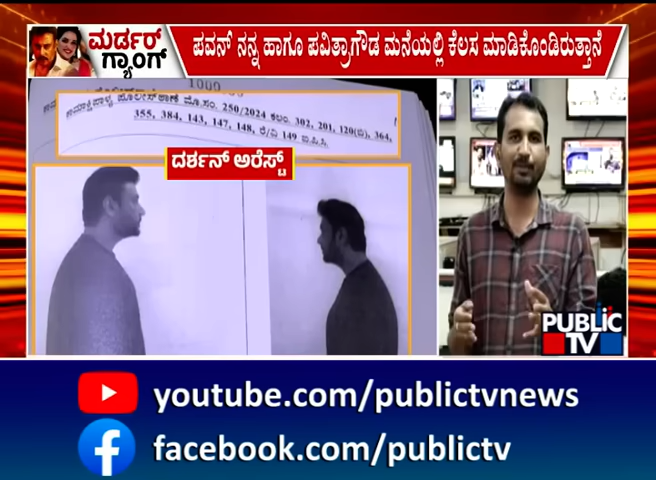 ಮರ್ಡರ್
ಗ್ಯಾಂಗ್
ಪವನ್ ನನ್ನ ಹಾಗೂ ಪವಿತ್ರಾಗೌಡ ಮನೆಯಲ್ಲಿ ಕೆಲಸ ಮಾಡಿಕೊಂಡಿರುತ್ತಾನೆ
ಕಾಮಾಕ್ಷಿಪಾಳ್ಯ ಪೊಲೀಸ್ ಠಾಣೆ ಮೊ.ಸಂ. 250/2024 ಕಲಂ. 302, 201, 120(ಬಿ), 364,
355, 384, 143, 147, 148, ರೆ/ವಿ 149 ಐ.ಪಿ.ಸಿ.
ದರ್ಶನ್ ಅರೆಸ್ಟ್
PUBLiC
TV
youtube.com/publictvnews
facebook.com/publictv